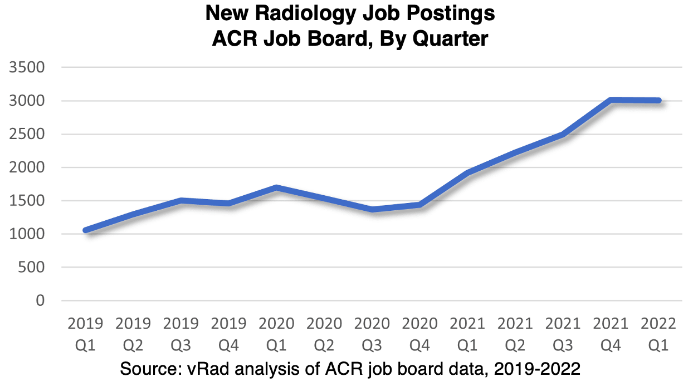 New Radiology Job Postings
ACR Job Board, By Quarter
3500
3000
2500
2000
1500
1000
500
0
2019 2019 2019 2019 2020 2020 2020 2020 2021 2021 2021 2021 2022
Q1 Q2 Q3 Q4 Q1 Q2 Q3 Q4 Q1 Q2 Q3 Q4 Q1
Source: vRad analysis of ACR job board data, 2019-2022